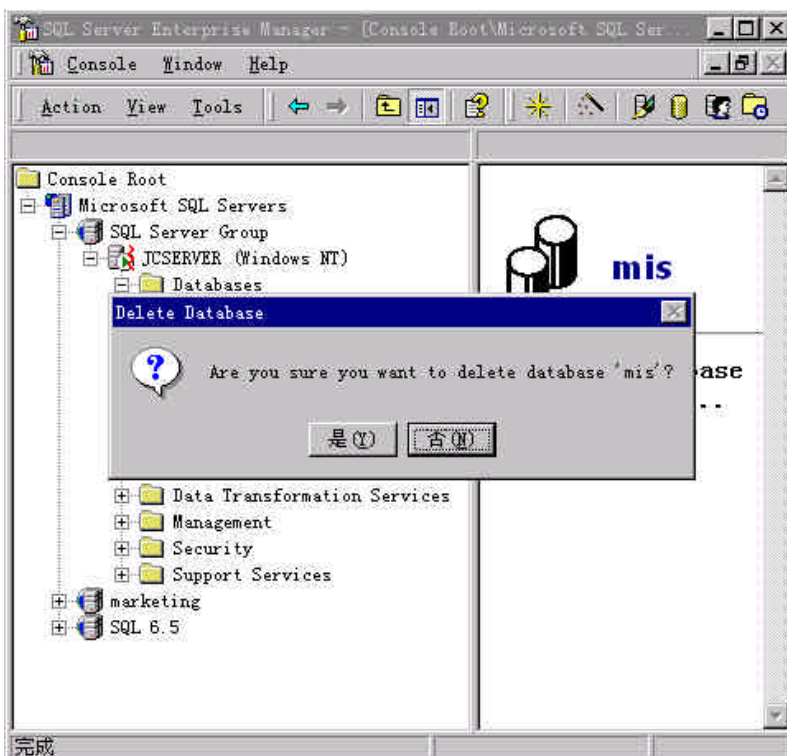 SQL Server Enterprise Manager - [Console Root\Microsoft SQL Ser...
Console Window Help
Action View Tools
Console Root
Microsoft SQL Servers
SQL Server Group
JCSERVER (Windows NT)
Databases
mis
Delete Database
Are you sure you want to delete database 'mis'?
ase
..
是(Y) 否(N)
Data Transformation Services
Management
Security
Support Services
marketing
SQL 6.5
完成